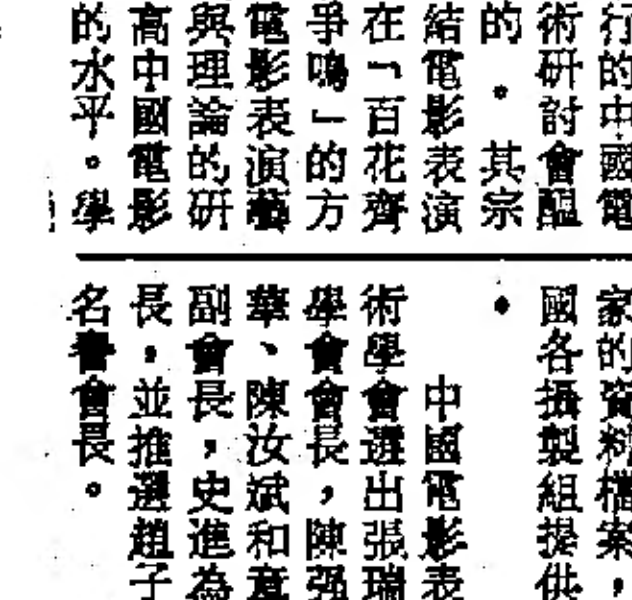 行的中國電
術研討會醞
的。其宗
結電影表演
在「百花齊
爭鳴」的方
電影表演藝
與理論的研
高中國電影
的水平。學
家的資料檔案，
國各攝製組提供
。
中國電影表
術學會選出張瑞
學會會長，陳强
華、陳汝斌和
副會長，史進為
長，並推選趙子
名譽會長。